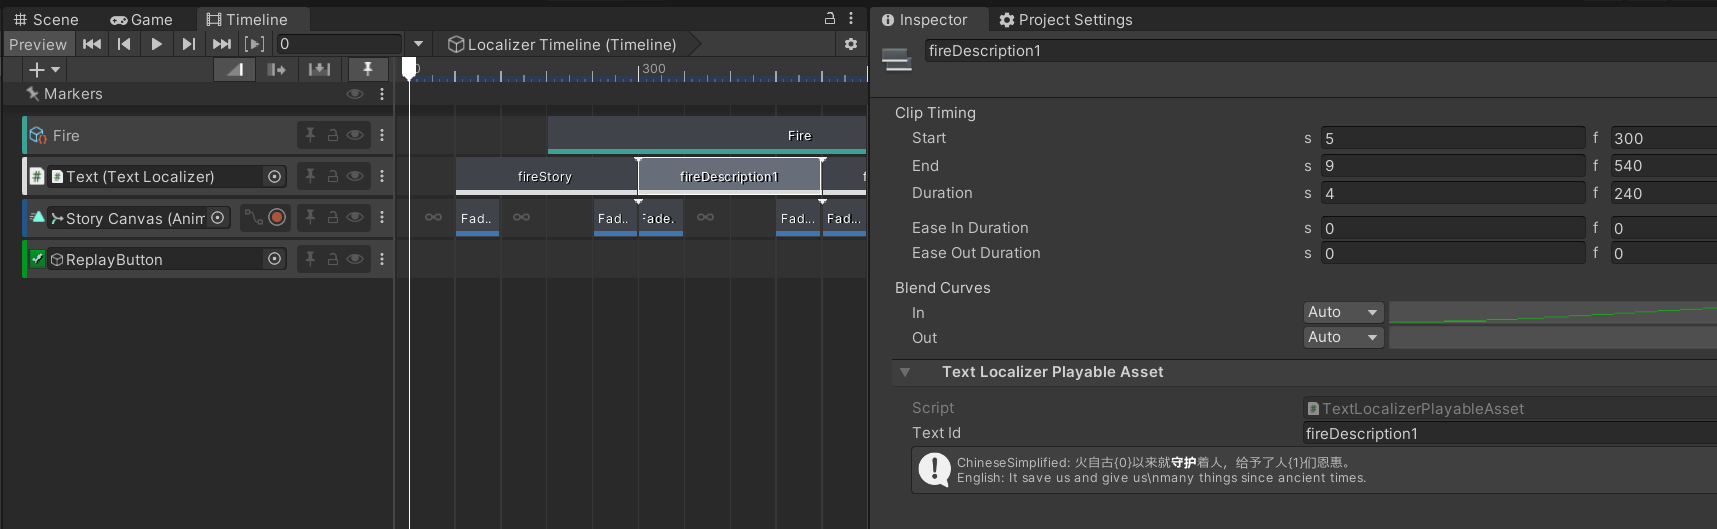 Scene Game Timeline
Preview 0 Localizer Timeline (Timeline)
300
Markers
Fire Fire
Text (Text Localizer) fireStory fireDescription1
Story Canvas (Anir Fad.. Fad.. Fade. Fad... Fad...
ReplayButton
Inspector Project Settings
fireDescription1
Clip Timing
Start s 5 f 300
End s 9 f 540
Duration s 4 f 240
Ease In Duration s 0 f 0
Ease Out Duration s 0 f 0
Blend Curves
In Auto
Out Auto
Text Localizer Playable Asset
Script TextLocalizerPlayableAsset
Text Id fireDescription1
ChineseSimplified: 火自古{0}以来就守护着人，给予了人{1}们恩惠。
English: It save us and give us\nmany things since ancient times.